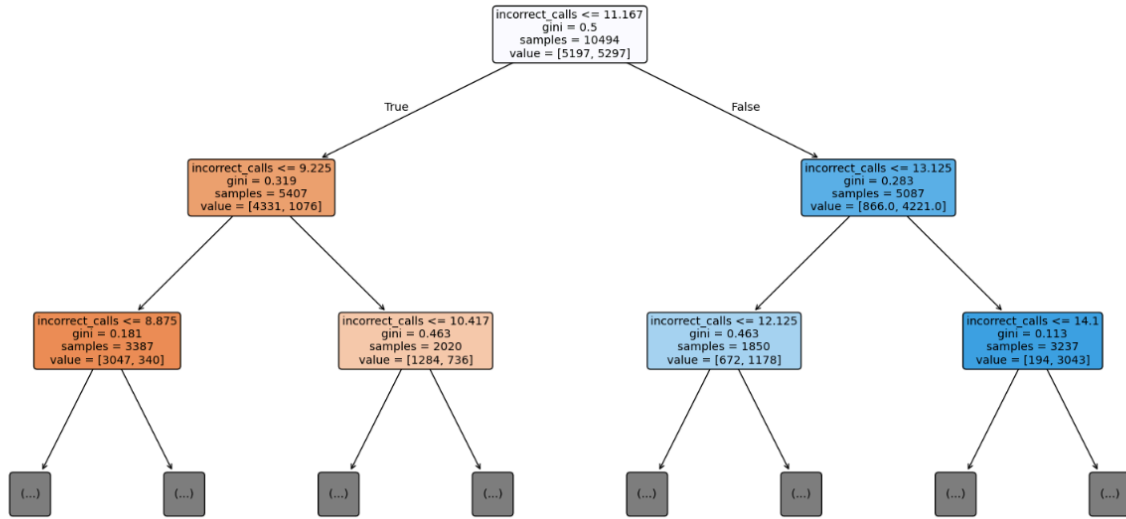 incorrect_calls <= 11.167
gini = 0.5
samples = 10494
value = [5197, 5297]
True
False
incorrect_calls <= 9.225
gini = 0.319
samples = 5407
value = [4331, 1076]
incorrect_calls <= 13.125
gini = 0.283
samples = 5087
value = [866.0, 4221.0]
incorrect_calls <= 8.875
gini = 0.181
samples = 3387
value = [3047, 340]
incorrect_calls <= 10.417
gini = 0.463
samples = 2020
value = [1284, 736]
incorrect_calls <= 12.125
gini = 0.463
samples = 1850
value = [672, 1178]
incorrect_calls <= 14.1
gini = 0.113
samples = 3237
value = [194, 3043]
(...)
(...)
(...)
(...)
(...)
(...)
(...)
(...)